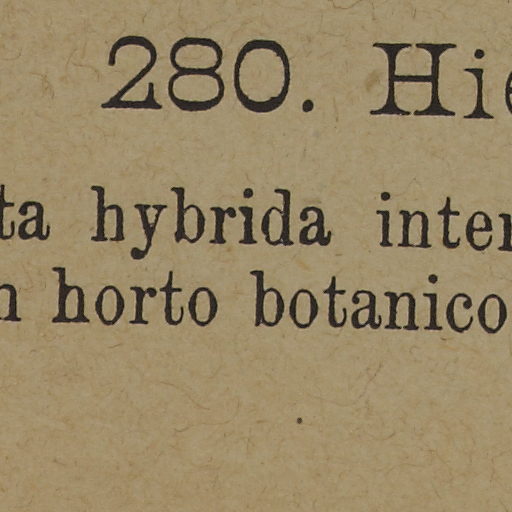 280. Hie
ta hybrida inter
n horto botanico